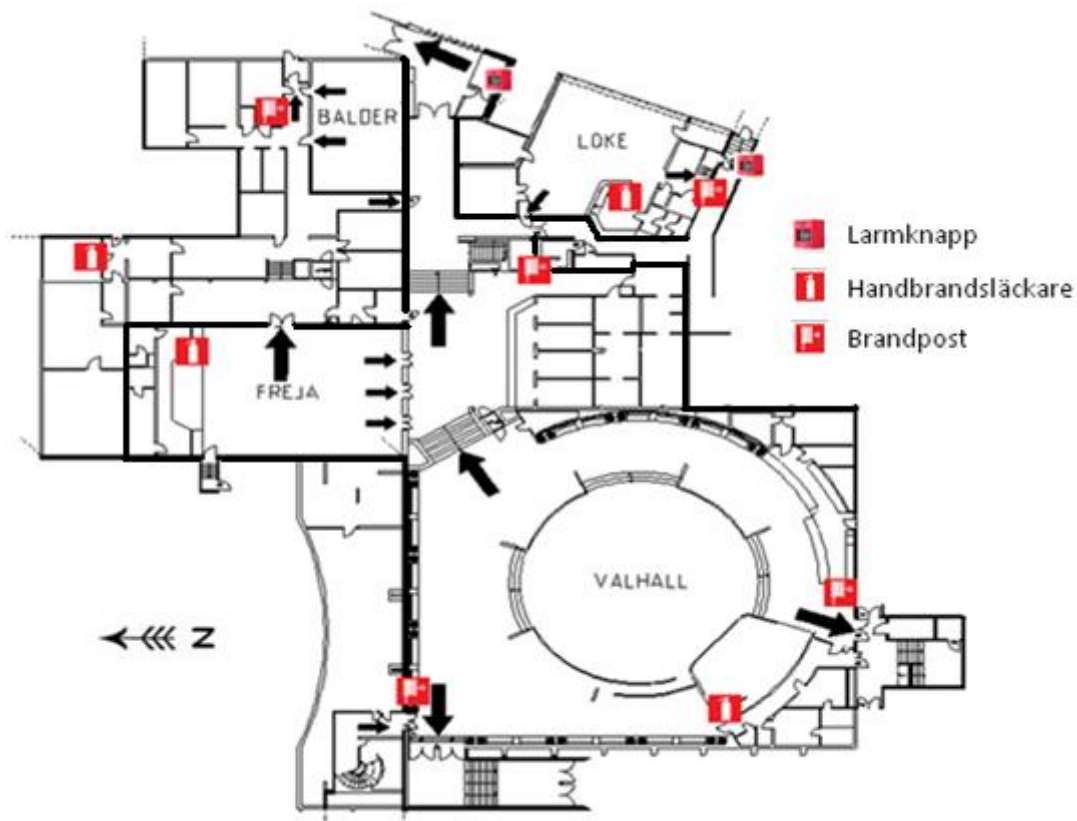 BALDER
LOKE
Larmknapp
Handbrandsläckare
Brandpost
FREJA
VALHALL
N